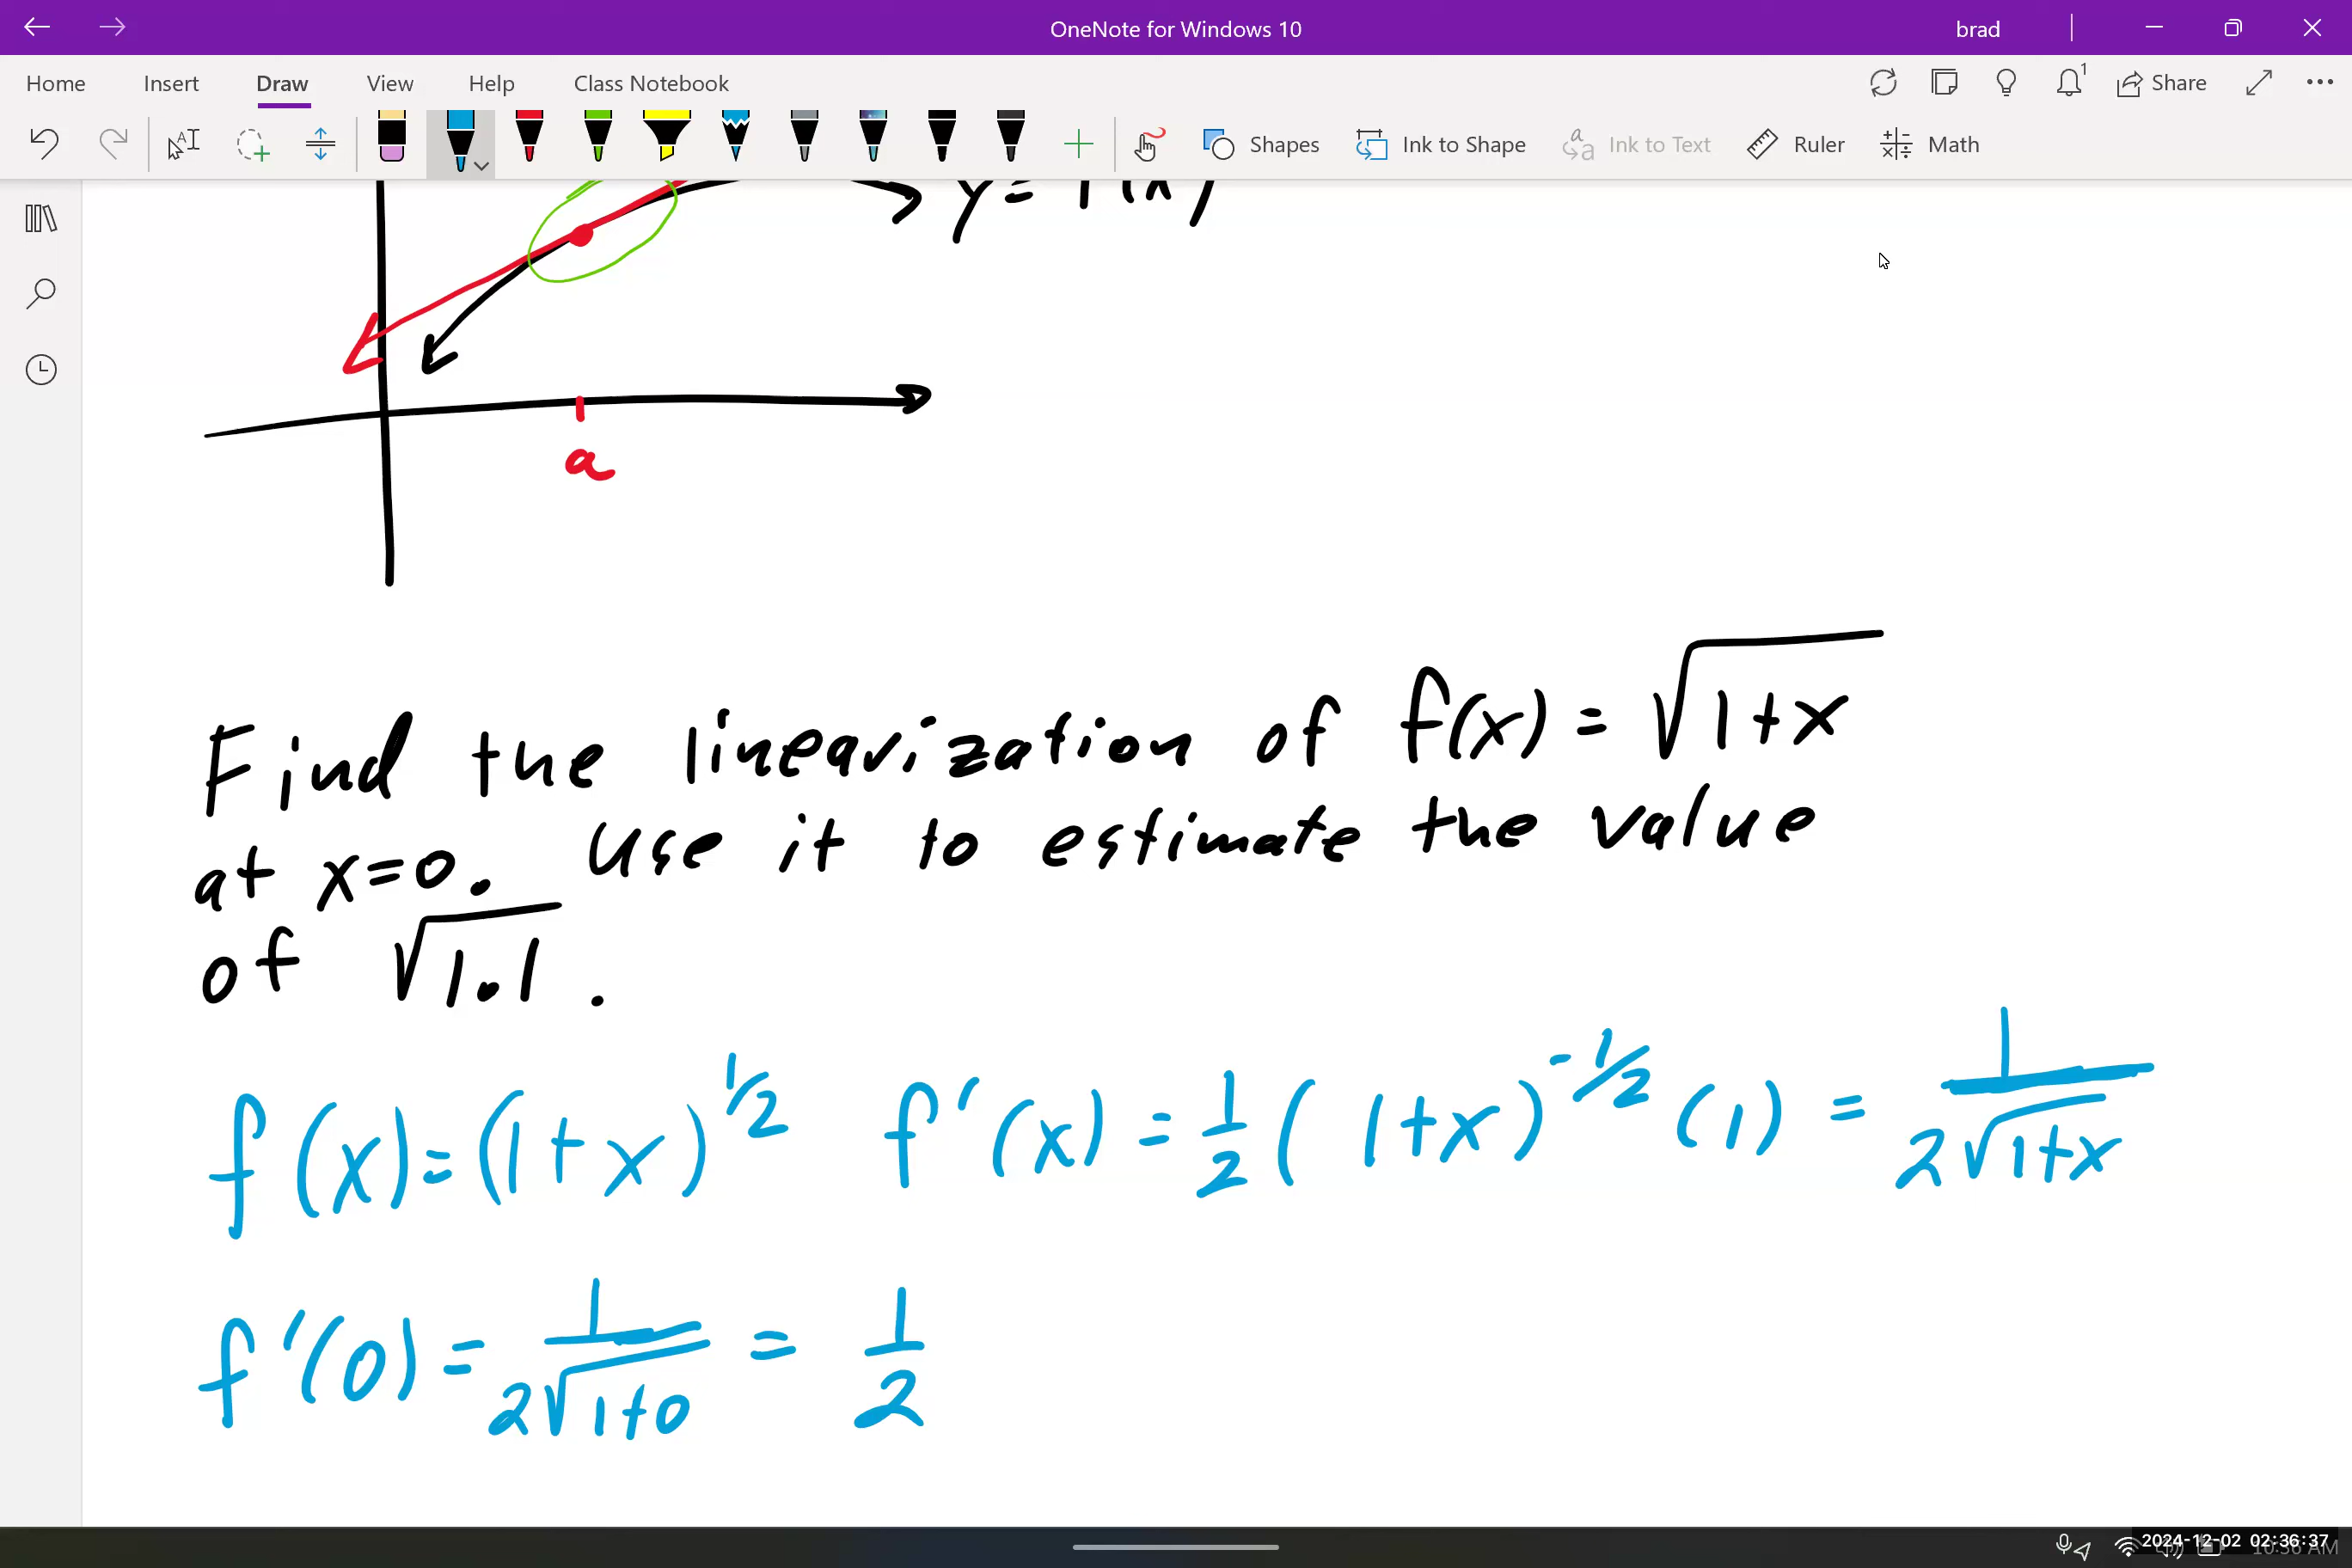 OneNote for Windows 10 brad
Home Insert Draw View Help Class Notebook 1 Share
Shapes Ink to Shape Ink to Text Ruler Math
y = f(x)
a
Find the linearization of f(x) = √(1+x)
at x=0. Use it to estimate the value
of √1.1 .
f(x) = (1+x)^1/2 f'(x) = 1/2 (1+x)^-1/2 (1) = 1/(2√(1+x))
f'(0) = 1/(2√(1+0)) = 1/2
2024-12-02 02:36:37